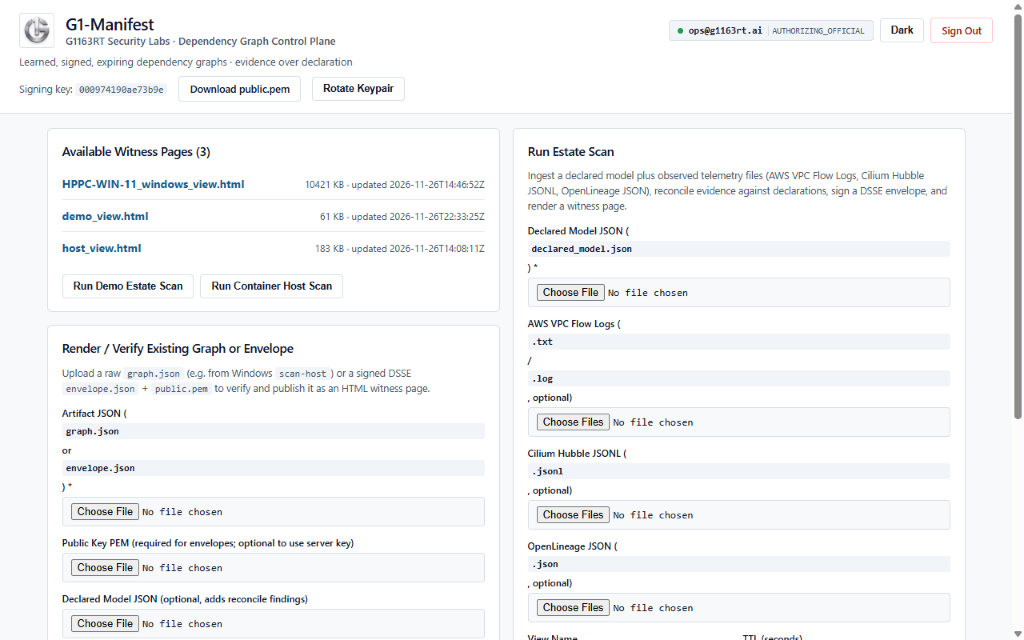 G1-Manifest
G1163RT Security Labs · Dependency Graph Control Plane
ops@g1163rt.ai | AUTHORIZING_OFFICIAL
Dark
Sign Out
Learned, signed, expiring dependency graphs · evidence over declaration
Signing key: 000974190ae73b9e
Download public.pem
Rotate Keypair
Available Witness Pages (3)
HPPC-WIN-11_windows_view.html 10421 KB · updated 2026-11-26T14:46:52Z
demo_view.html 61 KB · updated 2026-11-26T22:33:25Z
host_view.html 183 KB · updated 2026-11-26T14:08:11Z
Run Demo Estate Scan
Run Container Host Scan
Render / Verify Existing Graph or Envelope
Upload a raw graph.json (e.g. from Windows scan-host ) or a signed DSSE
envelope.json + public.pem to verify and publish it as an HTML witness page.
Artifact JSON (
graph.json
or
envelope.json
) *
Choose File No file chosen
Public Key PEM (required for envelopes; optional to use server key)
Choose File No file chosen
Declared Model JSON (optional, adds reconcile findings)
Choose File No file chosen
Run Estate Scan
Ingest a declared model plus observed telemetry files (AWS VPC Flow Logs, Cilium Hubble
JSONL, OpenLineage JSON), reconcile evidence against declarations, sign a DSSE envelope, and
render a witness page.
Declared Model JSON (
declared_model.json
) *
Choose File No file chosen
AWS VPC Flow Logs (
.txt
/
.log
, optional)
Choose Files No file chosen
Cilium Hubble JSONL (
.jsonl
, optional)
Choose Files No file chosen
OpenLineage JSON (
.json
, optional)
Choose Files No file chosen
View Name
TTL (seconds)